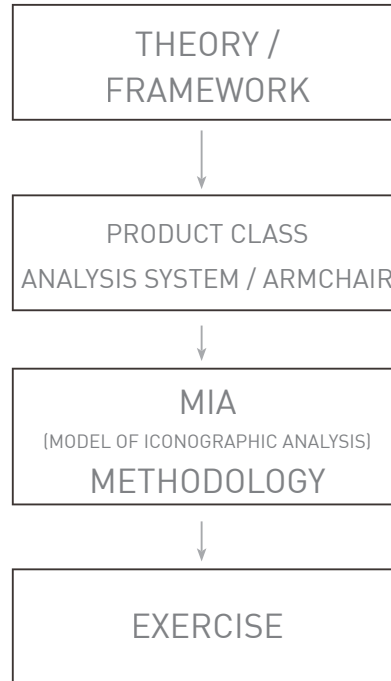 THEORY /
FRAMEWORK
PRODUCT CLASS
ANALYSIS SYSTEM / ARMCHAIR
MIA
(MODEL OF ICONOGRAPHIC ANALYSIS)
METHODOLOGY
EXERCISE